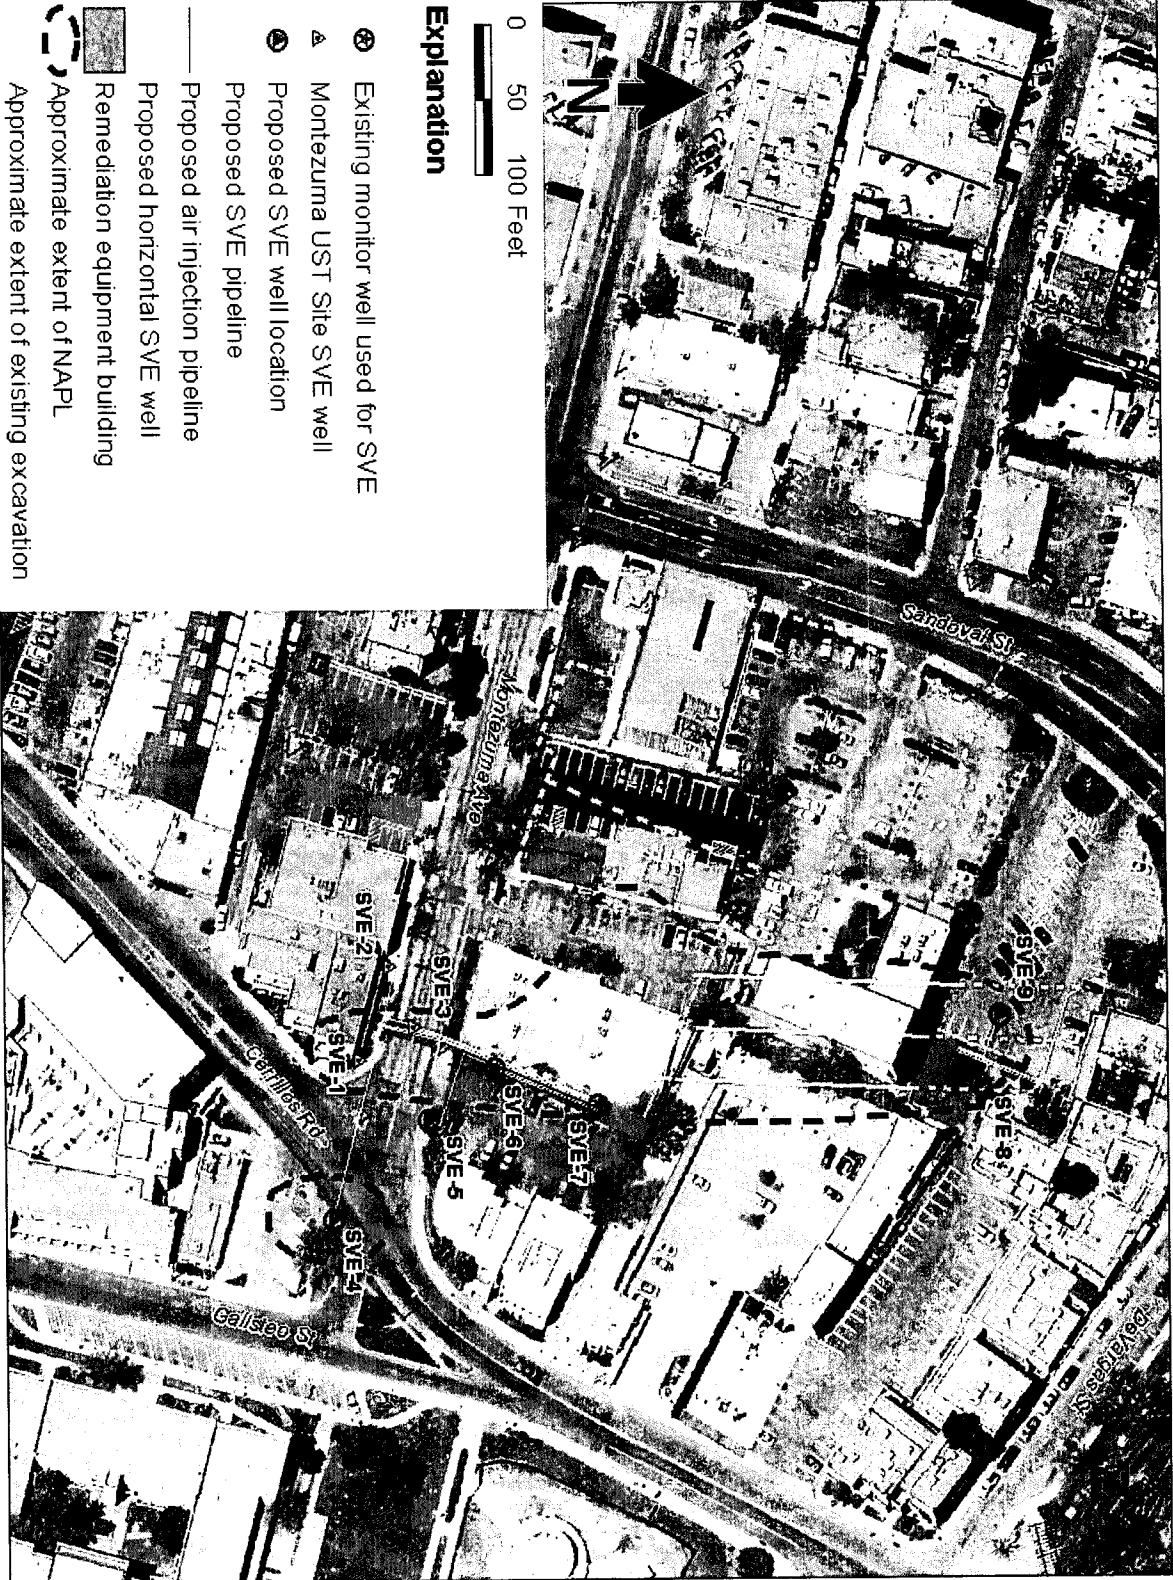 N
0 50 100 Feet
Explanation
Existing monitor well used for SVE
Montezuma UST Site SVE well
Proposed SVE well location
Proposed SVE pipeline
Proposed air injection pipeline
Proposed horizontal SVE well
Remediation equipment building
Approximate extent of NAPL
Approximate extent of existing excavation
Sandoval St
Montezuma Ave
Cerrillos Rd
Galisteo St
DeVargas St
SVE-9
SVE-8
SVE-7
SVE-6
SVE-5
SVE-3
SVE-2
SVE-1
SVE-4